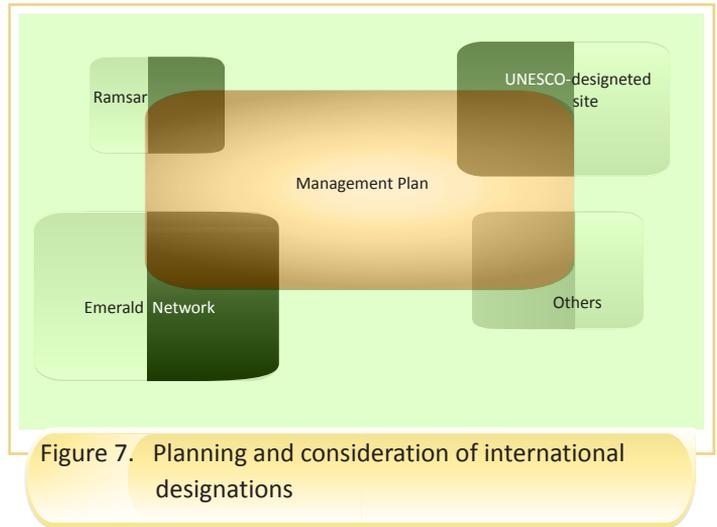 Ramsar
UNESCO-designeted
site
Management Plan
Emerald Network
Others
Figure 7. Planning and consideration of international
designations